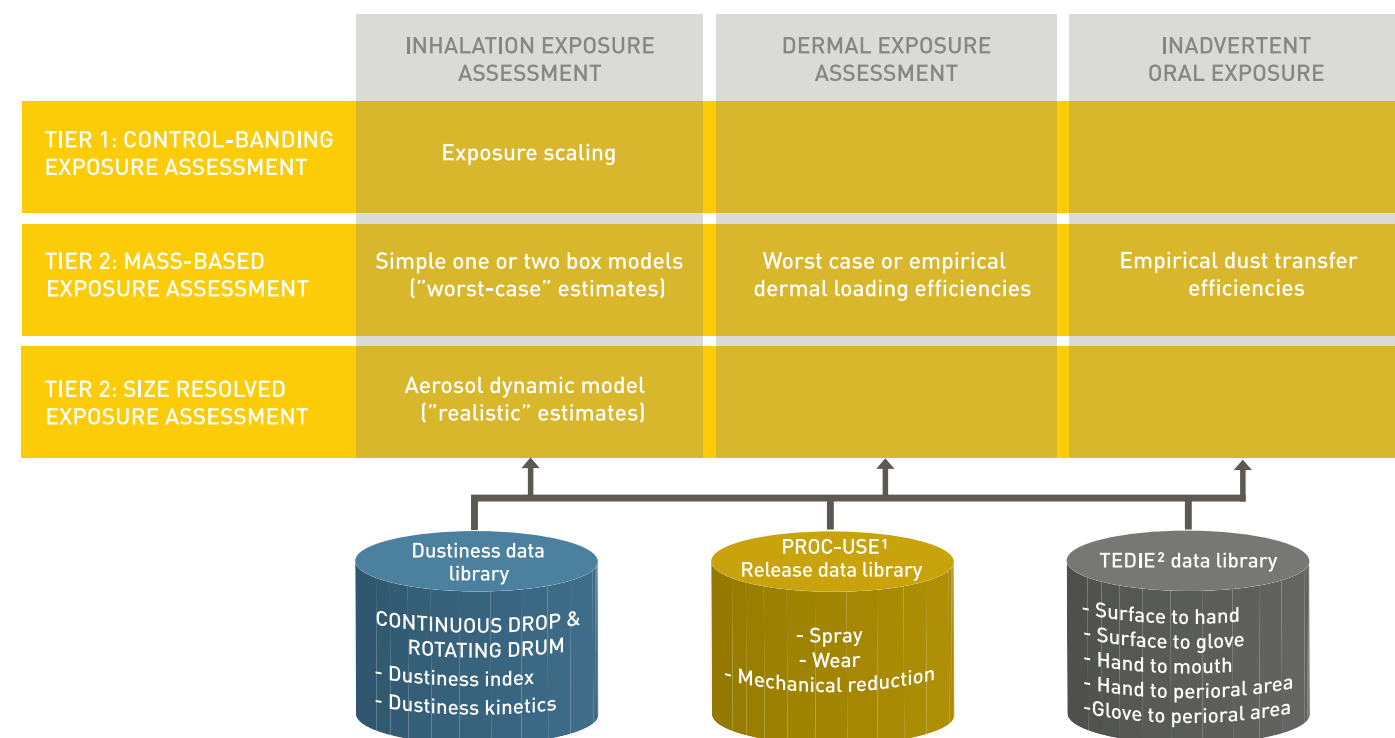 INHALATION EXPOSURE
ASSESSMENT
DERMAL EXPOSURE
ASSESSMENT
INADVERTENT
ORAL EXPOSURE
TIER 1: CONTROL-BANDING
EXPOSURE ASSESSMENT
Exposure scaling
TIER 2: MASS-BASED
EXPOSURE ASSESSMENT
Simple one or two box models
(”worst-case” estimates)
Worst case or empirical
dermal loading efficiencies
Empirical dust transfer
efficiencies
TIER 2: SIZE RESOLVED
EXPOSURE ASSESSMENT
Aerosol dynamic model
(”realistic” estimates)
Dustiness data
library
CONTINUOUS DROP &
ROTATING DRUM
- Dustiness index
- Dustiness kinetics
PROC-USE¹
Release data library
- Spray
- Wear
- Mechanical reduction
TEDIE² data library
- Surface to hand
- Surface to glove
- Hand to mouth
- Hand to perioral area
-Glove to perioral area